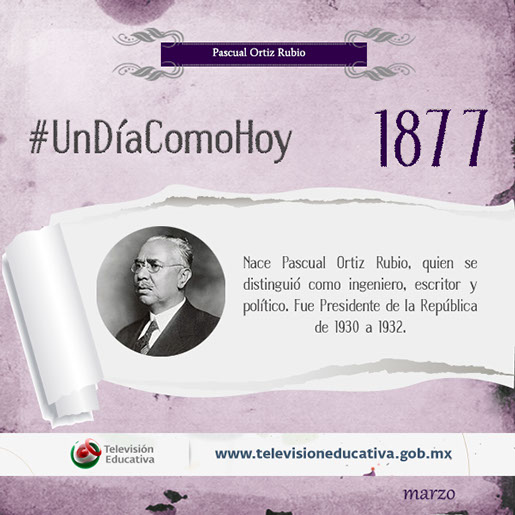 Pascual Ortiz Rubio
#UnDíaComoHoy
1877
Nace Pascual Ortiz Rubio, quien se
distinguió como ingeniero, escritor y
político. Fue Presidente de la República
de 1930 a 1932.
Televisión
Educativa
www.televisioneducativa.gob.mx
marzo